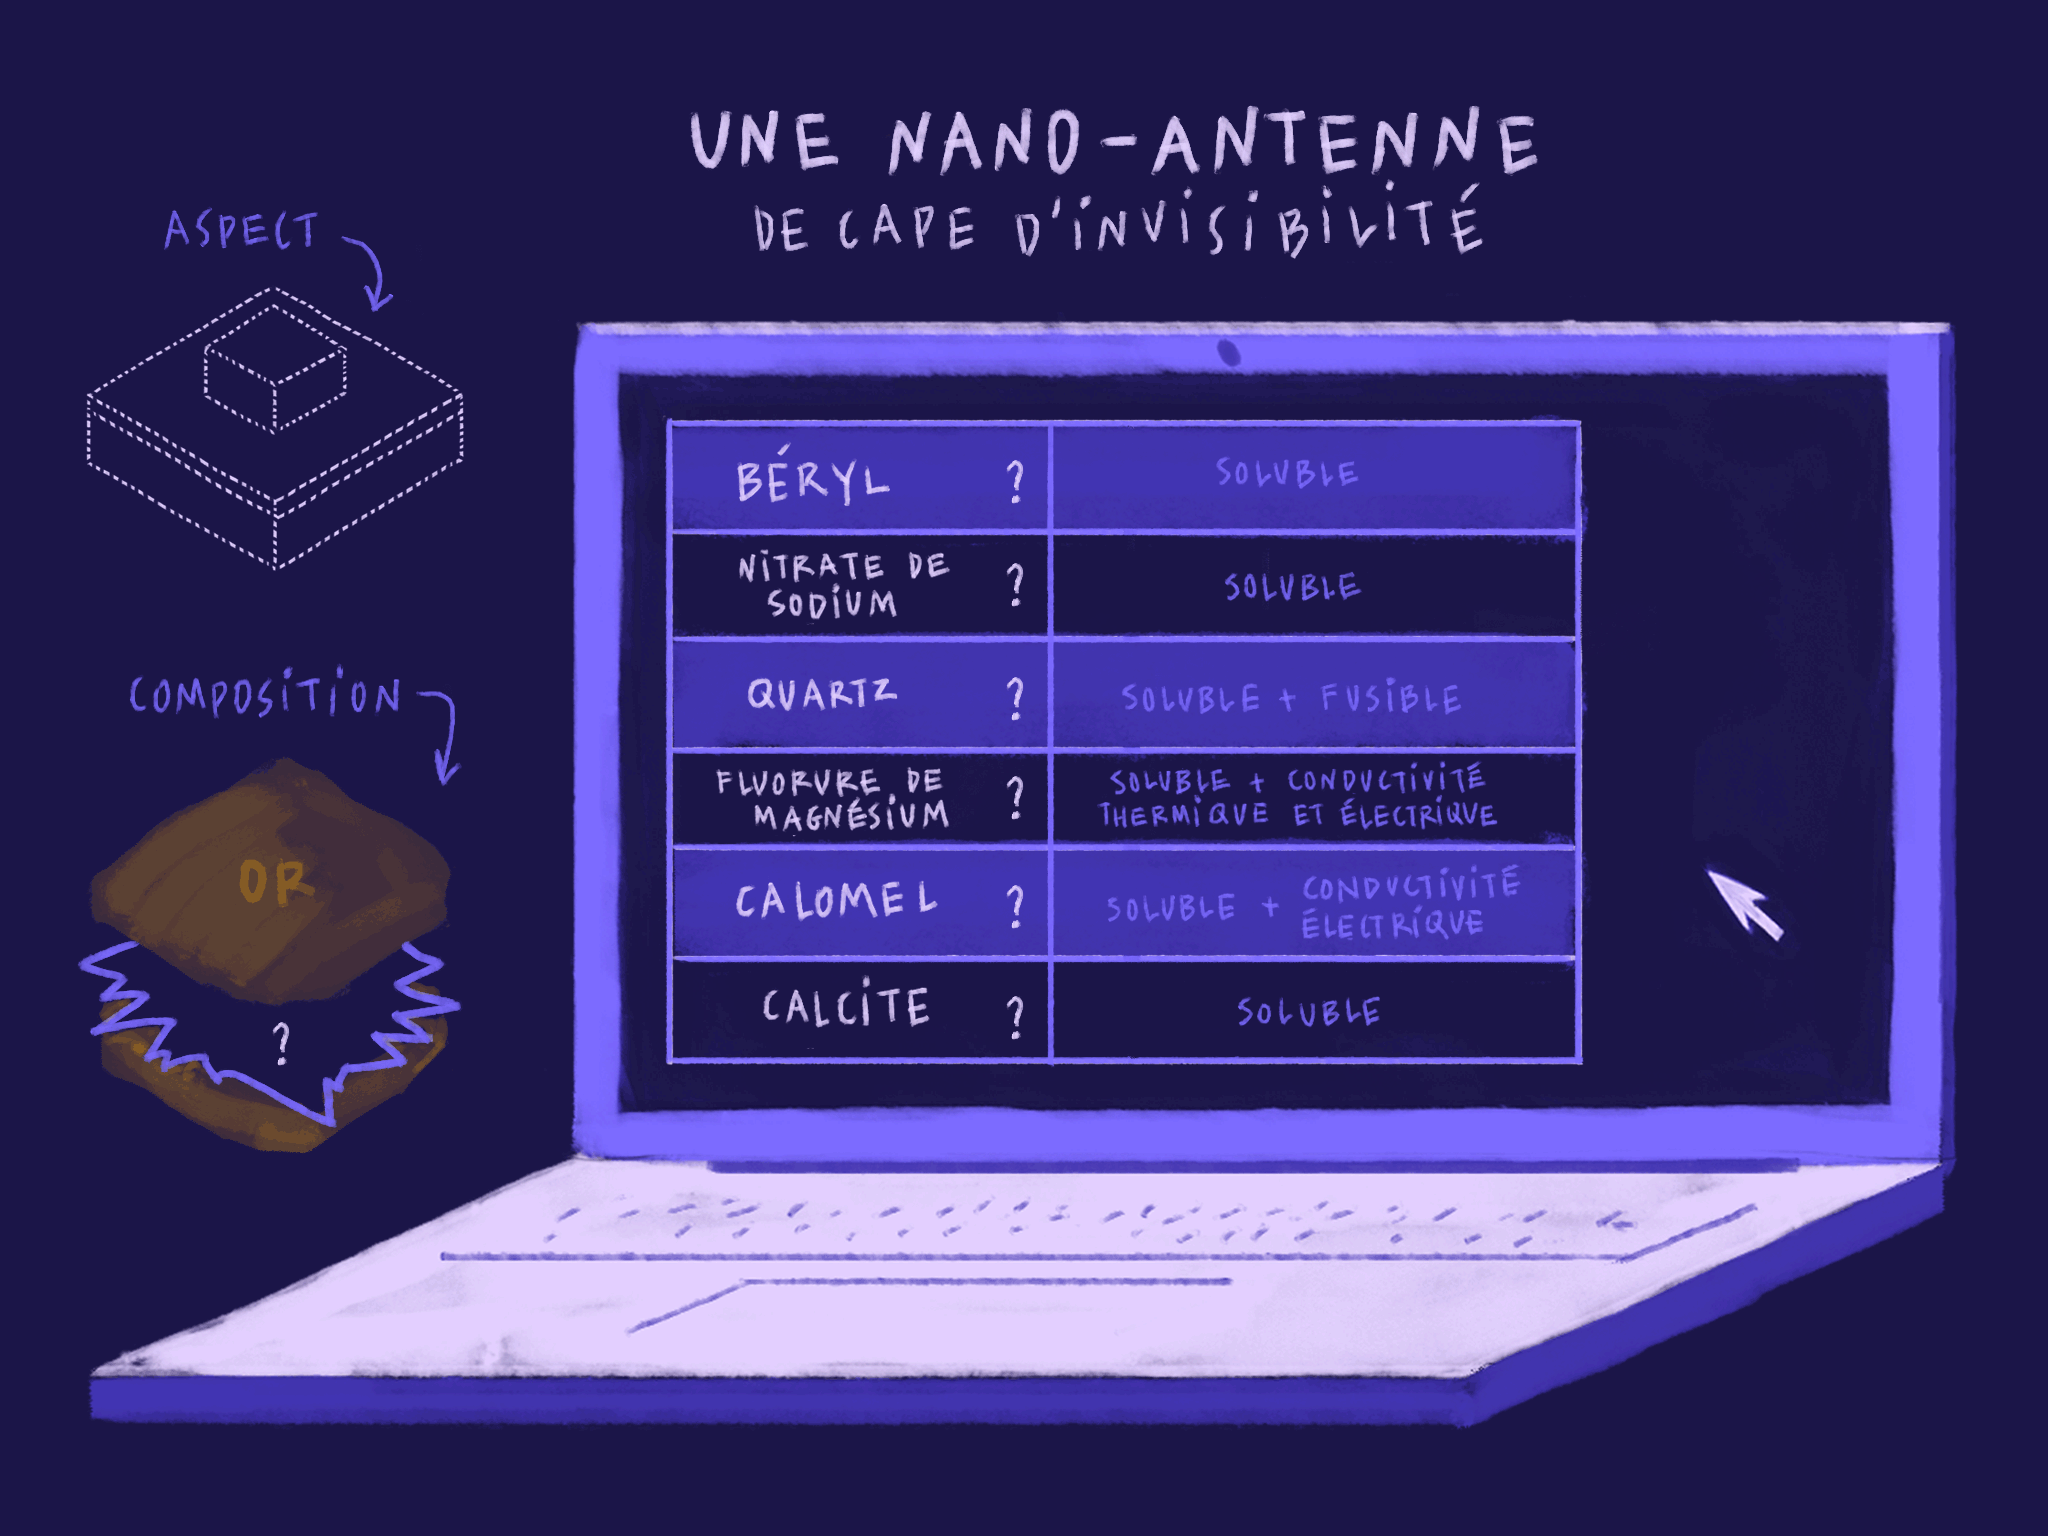 UNE NANO-ANTENNE
DE CAPE D'INVISIBILITÉ
ASPECT
COMPOSITION
OR
?
BÉRYL ? SOLUBLE
NITRATE DE
SODIUM ? SOLUBLE
QUARTZ ? SOLUBLE + FUSIBLE
FLUORURE DE
MAGNÉSIUM ? SOLUBLE + CONDUCTIVITÉ
THERMIQUE ET ÉLECTRIQUE
CALOMEL ? SOLUBLE + CONDUCTIVITÉ
ÉLECTRIQUE
CALCITE ? SOLUBLE